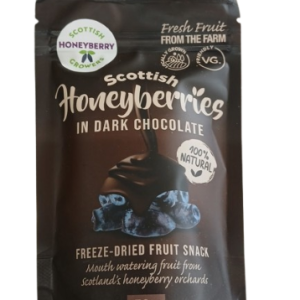 SCOTTISH
HONEYBERRY
GROWERS
Fresh Fruit
FROM THE FARM
VG.
Scottish
Honeyberries
IN DARK CHOCOLATE
100%
NATURAL
FREEZE-DRIED FRUIT SNACK
Mouth watering fruit from
Scotland's honeyberry orchards